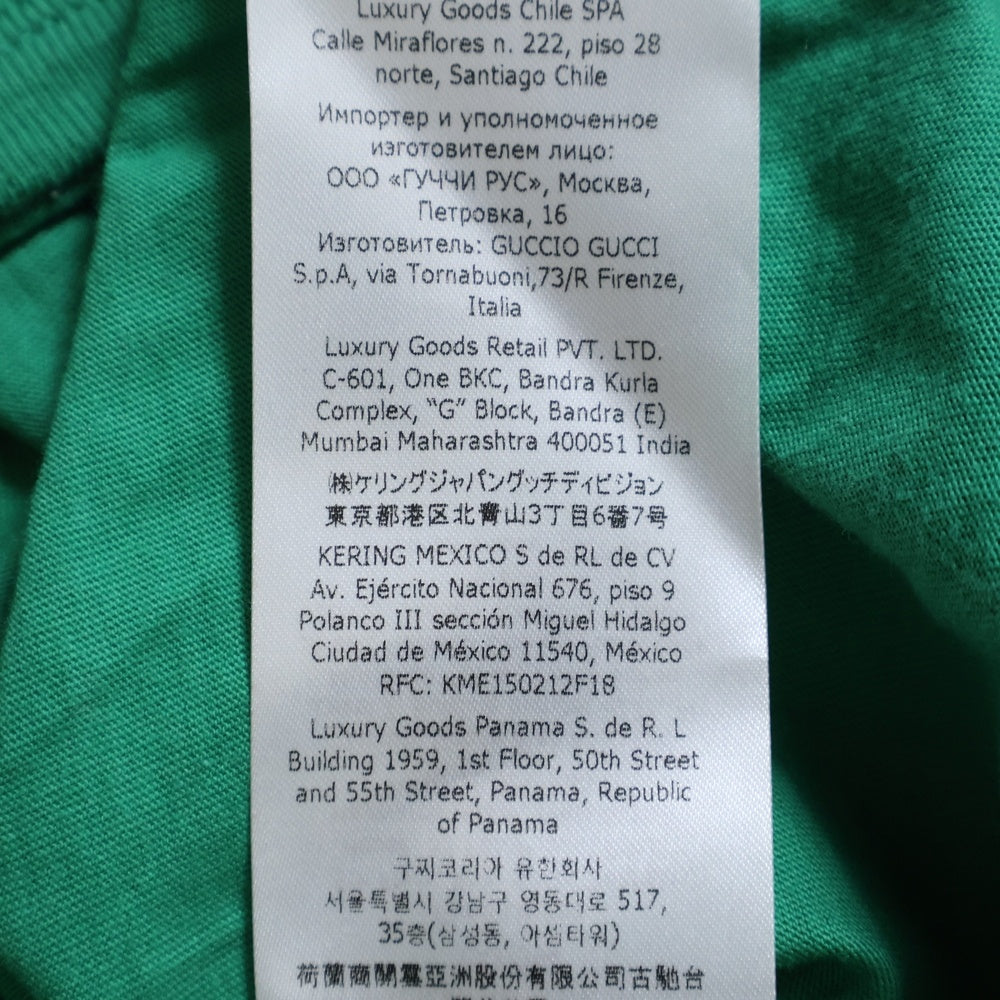 Luxury Goods Chile SPA
Calle Miraflores n. 222, piso 28
norte, Santiago Chile
Импортер и уполномоченное
изготовителем лицо:
ООО «ГУЧЧИ РУС», Москва,
Петровка, 16
Изготовитель: GUCCIO GUCCI
S.p.A, via Tornabuoni,73/R Firenze,
Italia
Luxury Goods Retail PVT. LTD.
C-601, One BKC, Bandra Kurla
Complex, “G” Block, Bandra (E)
Mumbai Maharashtra 400051 India
㈱ケリングジャパングッチディビジョン
東京都港区北青山3丁目6番7号
KERING MEXICO S de RL de CV
Av. Ejército Nacional 676, piso 9
Polanco III sección Miguel Hidalgo
Ciudad de México 11540, México
RFC: KME150212F18
Luxury Goods Panama S. de R. L
Building 1959, 1st Floor, 50th Street
and 55th Street, Panama, Republic
of Panama
구찌코리아 유한회사
서울특별시 강남구 영동대로 517,
35층(삼성동, 아셈타워)
荷蘭商開雲亞洲股份有限公司古馳台